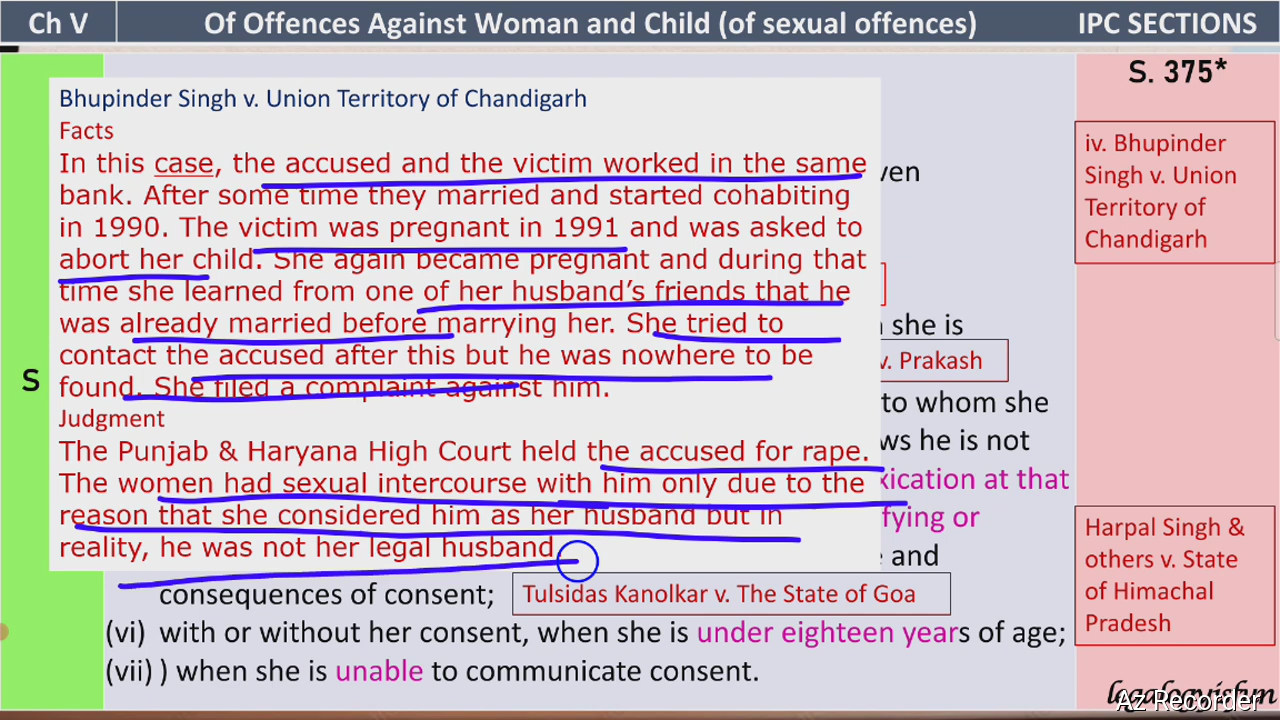 Ch V
Of Offences Against Woman and Child (of sexual offences)
IPC SECTIONS
S. 375*
Bhupinder Singh v. Union Territory of Chandigarh
Facts
In this case, the accused and the victim worked in the same
bank. After some time they married and started cohabiting
in 1990. The victim was pregnant in 1991 and was asked to
abort her child. She again became pregnant and during that
time she learned from one of her husband's friends that he
was already married before marrying her. She tried to
contact the accused after this but he was nowhere to be
found. She filed a complaint against him.
Judgment
The Punjab & Haryana High Court held the accused for rape.
The women had sexual intercourse with him only due to the
reason that she considered him as her husband but in
reality, he was not her legal husband.
S
ven
she is
v. Prakash
to whom she
ws he is not
xication at that
fying or
and
consequences of consent;
Tulsidas Kanolkar v. The State of Goa
(vi) with or without her consent, when she is under eighteen years of age;
(vii) ) when she is unable to communicate consent.
iv. Bhupinder
Singh v. Union
Territory of
Chandigarh
Harpal Singh &
others v. State
of Himachal
Pradesh
Az Recorder